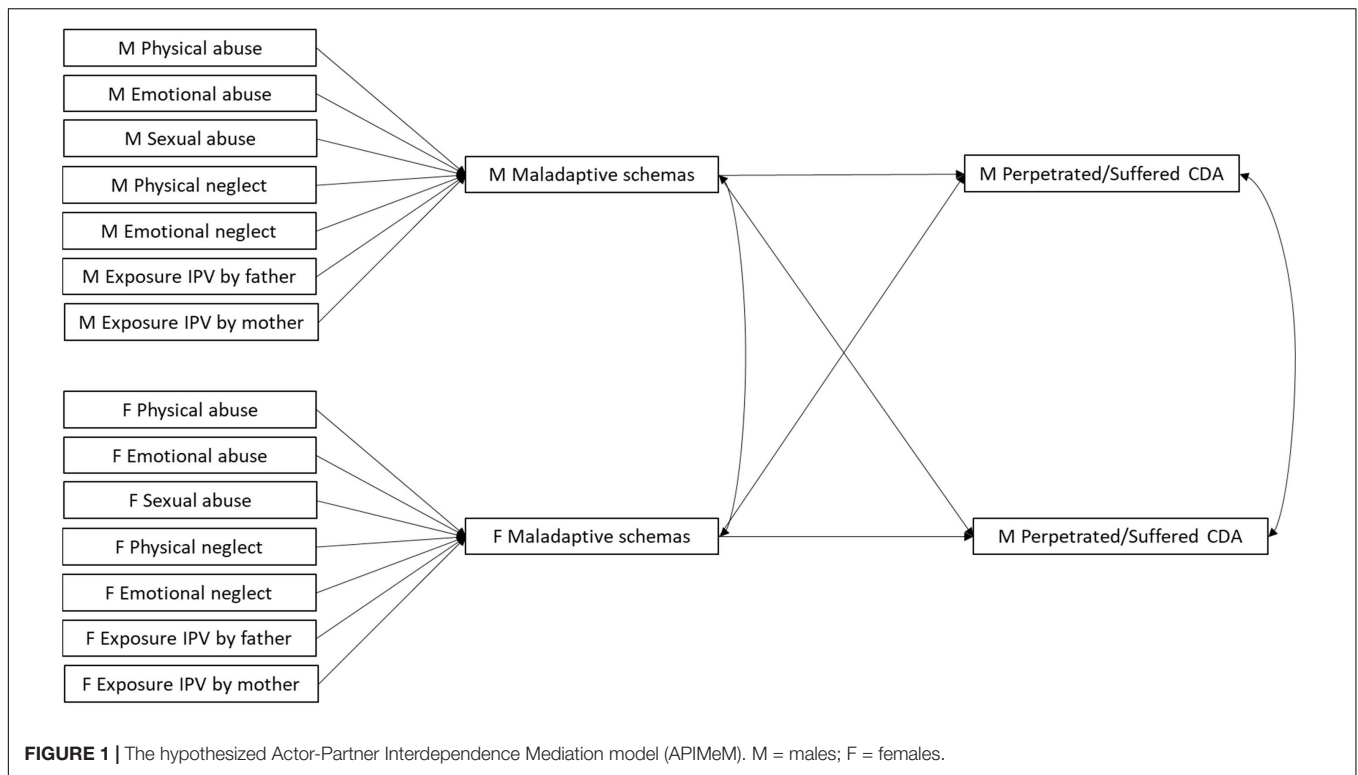 M Physical abuse
M Emotional abuse
M Sexual abuse
M Physical neglect
M Emotional neglect
M Exposure IPV by father
M Exposure IPV by mother
M Maladaptive schemas
M Perpetrated/Suffered CDA
F Physical abuse
F Emotional abuse
F Sexual abuse
F Physical neglect
F Emotional neglect
F Exposure IPV by father
F Exposure IPV by mother
F Maladaptive schemas
M Perpetrated/Suffered CDA
FIGURE 1 | The hypothesized Actor-Partner Interdependence Mediation model (APIMeM). M = males; F = females.